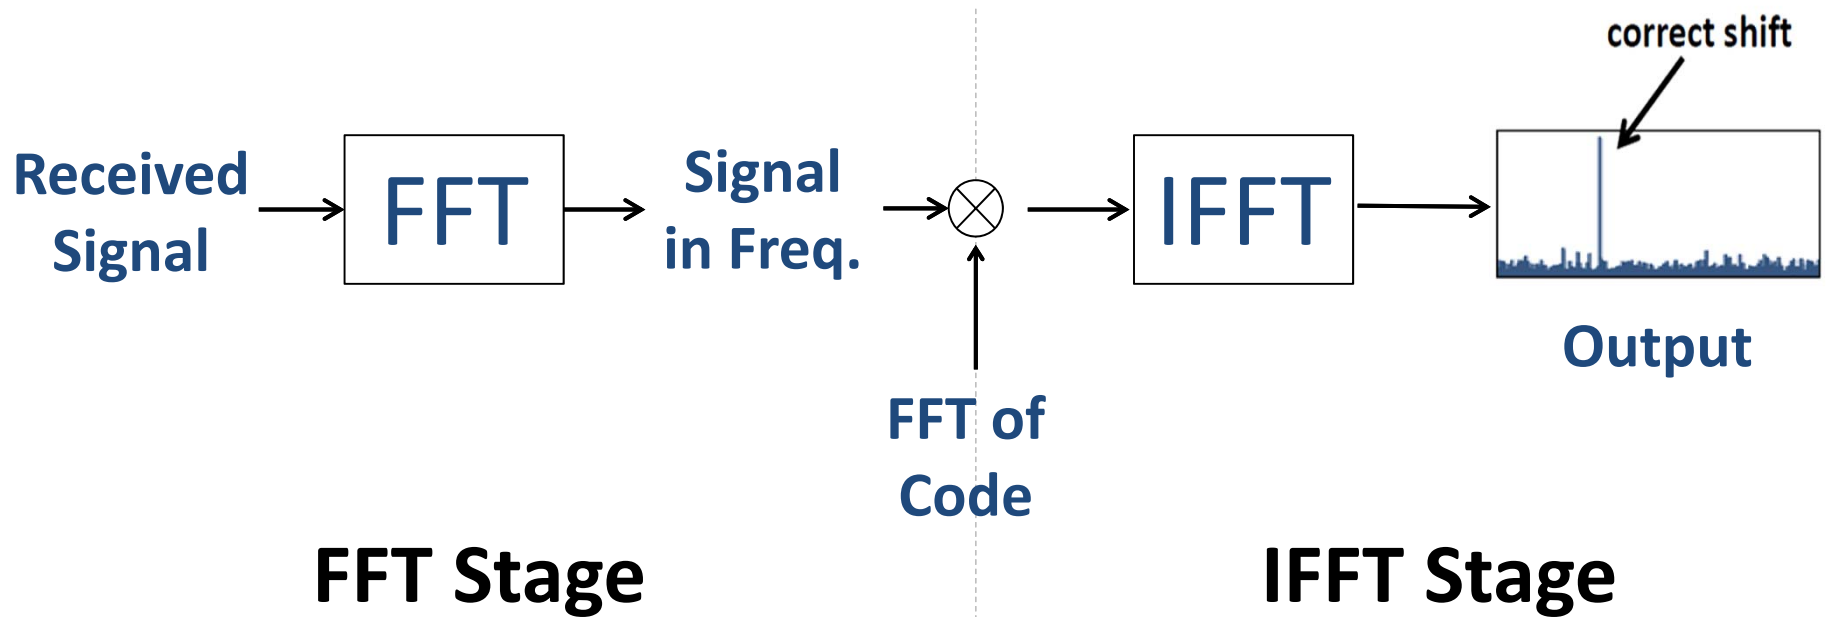 correct shift
Received
Signal
FFT
Signal
in Freq.
IFFT
Output
FFT of
Code
FFT Stage
IFFT Stage